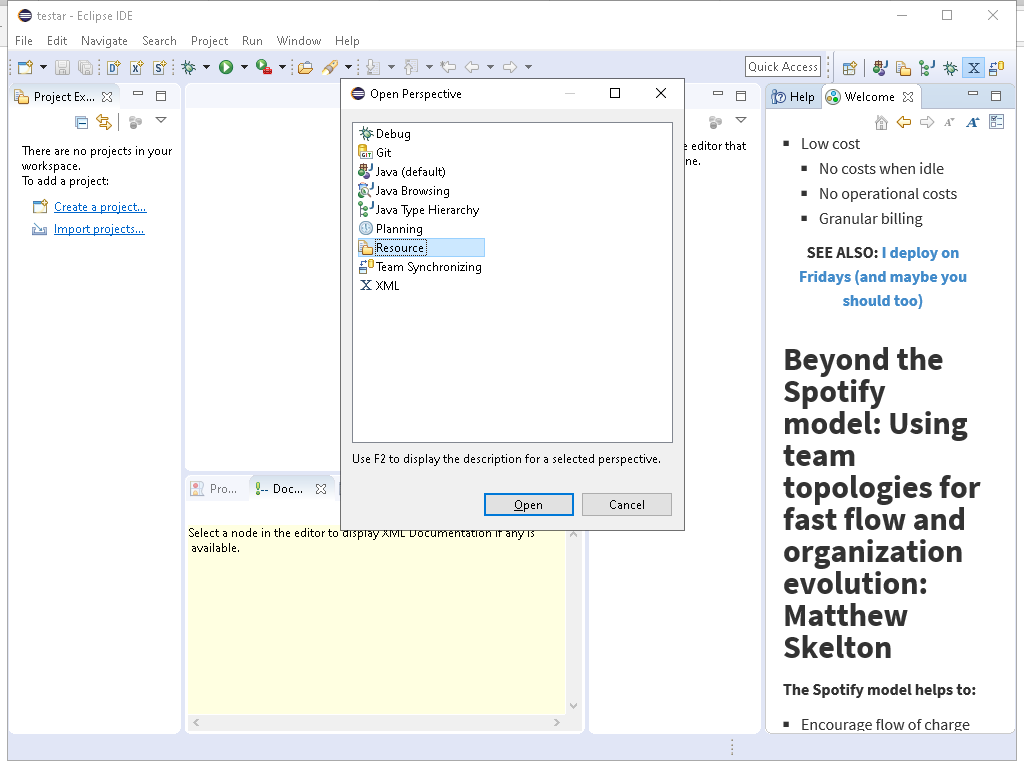 testar - Eclipse IDE
File Edit Navigate Search Project Run Window Help
Quick Access
Project Ex...
There are no projects in your
workspace.
To add a project:
Create a project...
Import projects...
Open Perspective
Debug
Git
Java (default)
Java Browsing
Java Type Hierarchy
Planning
Resource
Team Synchronizing
XML
Use F2 to display the description for a selected perspective.
Open Cancel
e editor that
ne.
Pro... Doc...
Select a node in the editor to display XML Documentation if any is
available.
Help Welcome
Low cost
No costs when idle
No operational costs
Granular billing
SEE ALSO: I deploy on
Fridays (and maybe you
should too)
Beyond the
Spotify
model: Using
team
topologies for
fast flow and
organization
evolution:
Matthew
Skelton
The Spotify model helps to:
Encourage flow of charge